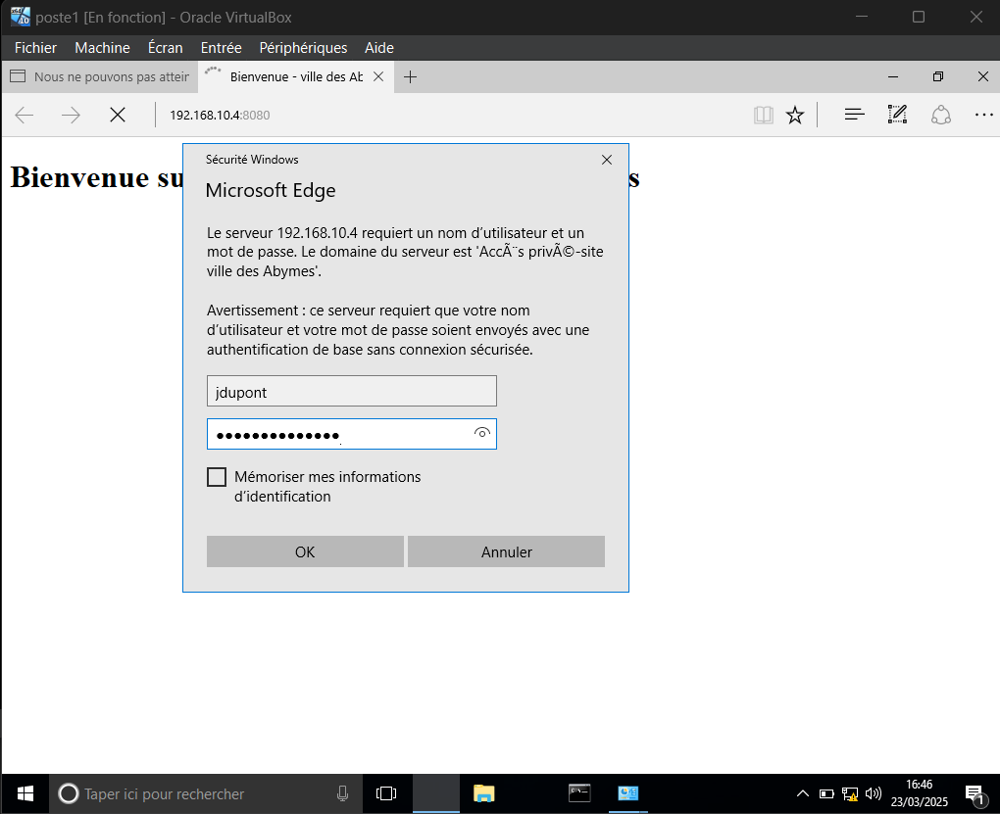 poste1 [En fonction] - Oracle VirtualBox
Fichier Machine Écran Entrée Périphériques Aide
Nous ne pouvons pas attein
Bienvenue - ville des Ab
192.168.10.4:8080
Bienvenue su
s
Sécurité Windows
Microsoft Edge
Le serveur 192.168.10.4 requiert un nom d’utilisateur et un
mot de passe. Le domaine du serveur est 'AccÃ¨s privÃ©-site
ville des Abymes'.
Avertissement : ce serveur requiert que votre nom
d’utilisateur et votre mot de passe soient envoyés avec une
authentification de base sans connexion sécurisée.
jdupont
Mémoriser mes informations
d’identification
OK
Annuler
Taper ici pour rechercher
16:46
23/03/2025
1